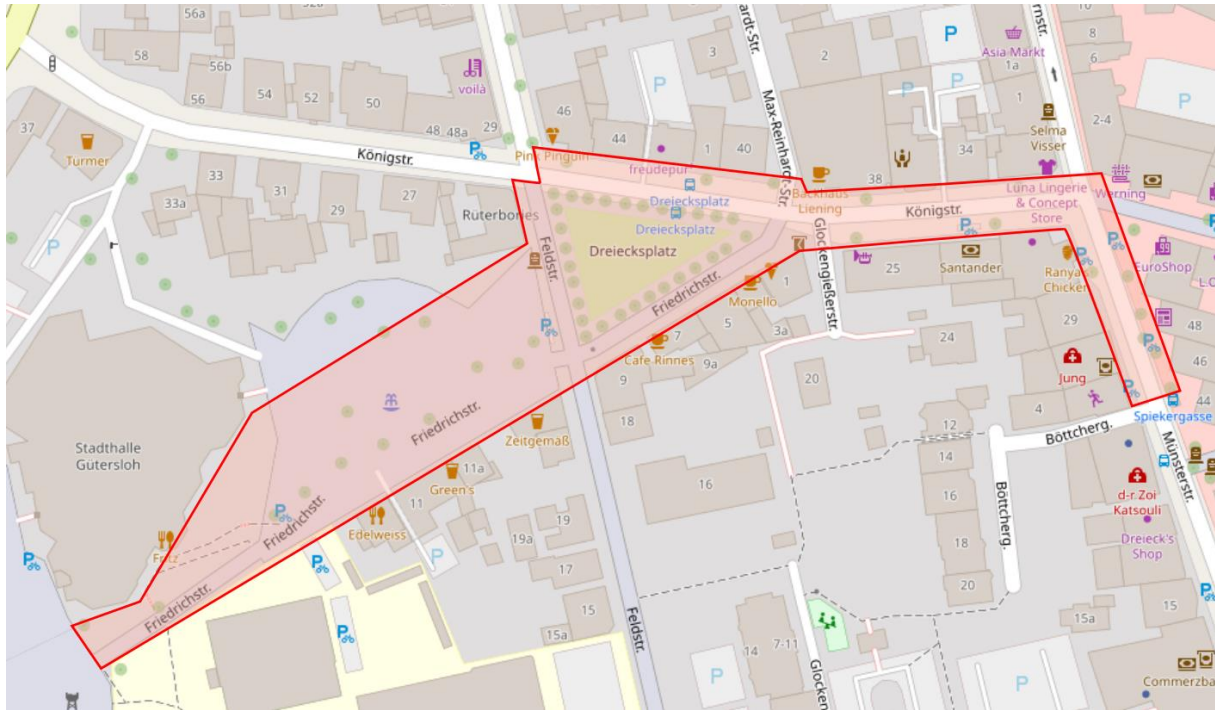 56a
52a
3
2
10
8
6
P
Asia Markt
1a
58
56b
56
54
52
50
voilà
48
48a
29
46
44
1
40
P
P
P
P
P
1
2-4
Selma
Visser
37
Turmer
Königstr.
Pink Pinguin
freudepur
Max-Reinhardt-Str.
Backhaus
Liening
38
34
Luna Lingerie
& Concept
Store
Werning
33
31
29
27
33a
Ruterbories
Dreiecksplatz
Dreiecksplatz
Dreiecksplatz
Königstr.
P
P
Feldstr.
Friedrichstr.
Glockengießerstr.
Monello
1
25
Santander
Ranya's
Chicken
EuroShop
L.C
5
7
3a
Cafe Rinnes
9a
24
29
48
46
44
Jung
9
18
20
4
Spiekergasse
Böttcherg.
Münsterstr.
Friedrichstr.
Zeitgemaß
12
14
16
18
20
Böttcherg.
Stadthalle
Gütersloh
11a
Green's
11
Edelweiss
19
19a
17
16
d-r Zoi
Katsouli
Dreieck's
Shop
Fritz
Friedrichstr.
P
P
P
P
P
Friedrichstr.
15
15a
Feldstr.
14
7-11
Glocken
15a
15
P
P
P
Commerzba